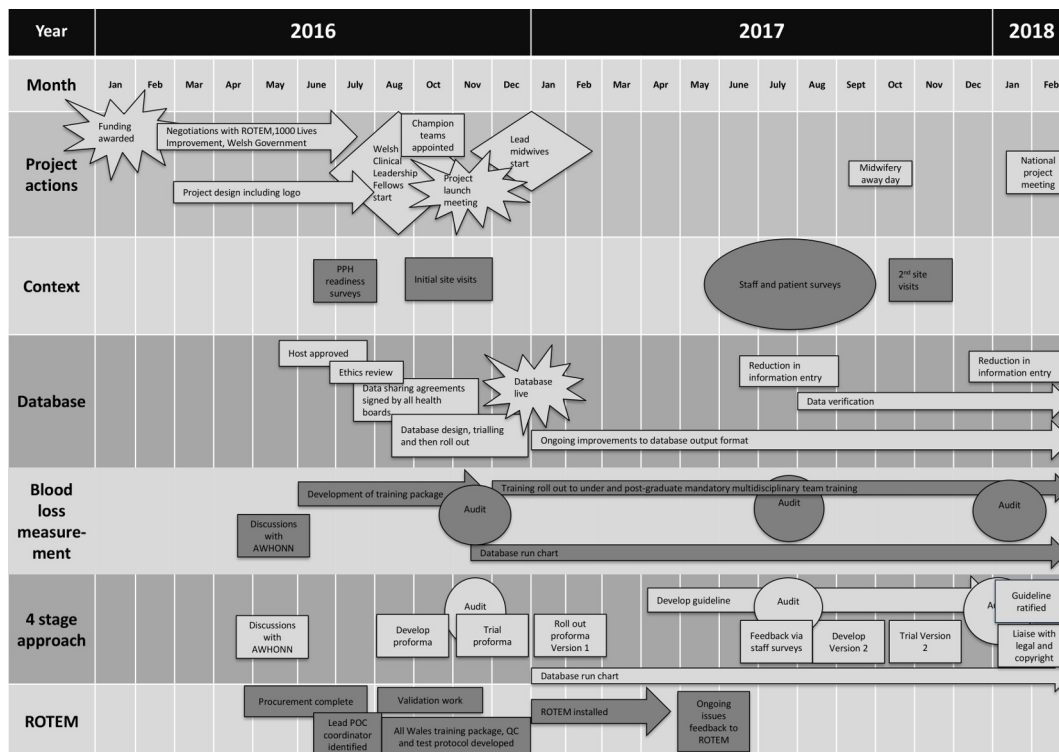 Year
2016
2017
2018
Month
Jan
Feb
Mar
Apr
May
June
July
Aug
Oct
Nov
Dec
Jan
Feb
Mar
Apr
May
June
July
Aug
Sept
Oct
Nov
Dec
Jan
Feb
Project
actions
Funding
awarded
Negotiations with ROTEM,1000 Lives
Improvement, Welsh Government
Project design including logo
Welsh
Clinical
Leadership
Fellows
start
Champion
teams
appointed
Project
launch
meeting
Lead
midwives
start
Midwifery
away day
National
project
meeting
Context
PPH
readiness
surveys
Initial site visits
Staff and patient surveys
2nd site
visits
Database
Host approved
Ethics review
Data sharing agreements
signed by all health
boards
Database design, trialling
and then roll out
Database
live
Reduction in
information entry
Reduction in
information entry
Data verification
Ongoing improvements to database output format
Blood
loss
measure-
ment
Discussions
with
AWHONN
Development of training package
Audit
Training roll out to under and post-graduate mandatory multidisciplinary team training
Audit
Audit
Database run chart
4 stage
approach
Discussions
with
AWHONN
Develop
proforma
Audit
Trial
proforma
Roll out
proforma
Version 1
Develop guideline
Audit
Feedback via
staff surveys
Develop
Version 2
Trial Version
2
Guideline
ratified
Liaise with
legal and
copyright
Database run chart
ROTEM
Procurement complete
Lead POC
coordinator
identified
Validation work
All Wales training package, QC
and test protocol developed
ROTEM installed
Ongoing
issues
feedback to
ROTEM